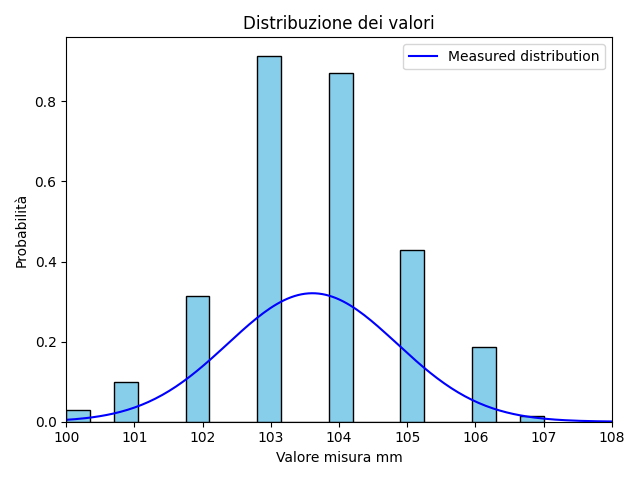 Distribuzione dei valori
Measured distribution
Probabilità
0.8
0.6
0.4
0.2
0.0
100 101 102 103 104 105 106 107 108
Valore misura mm